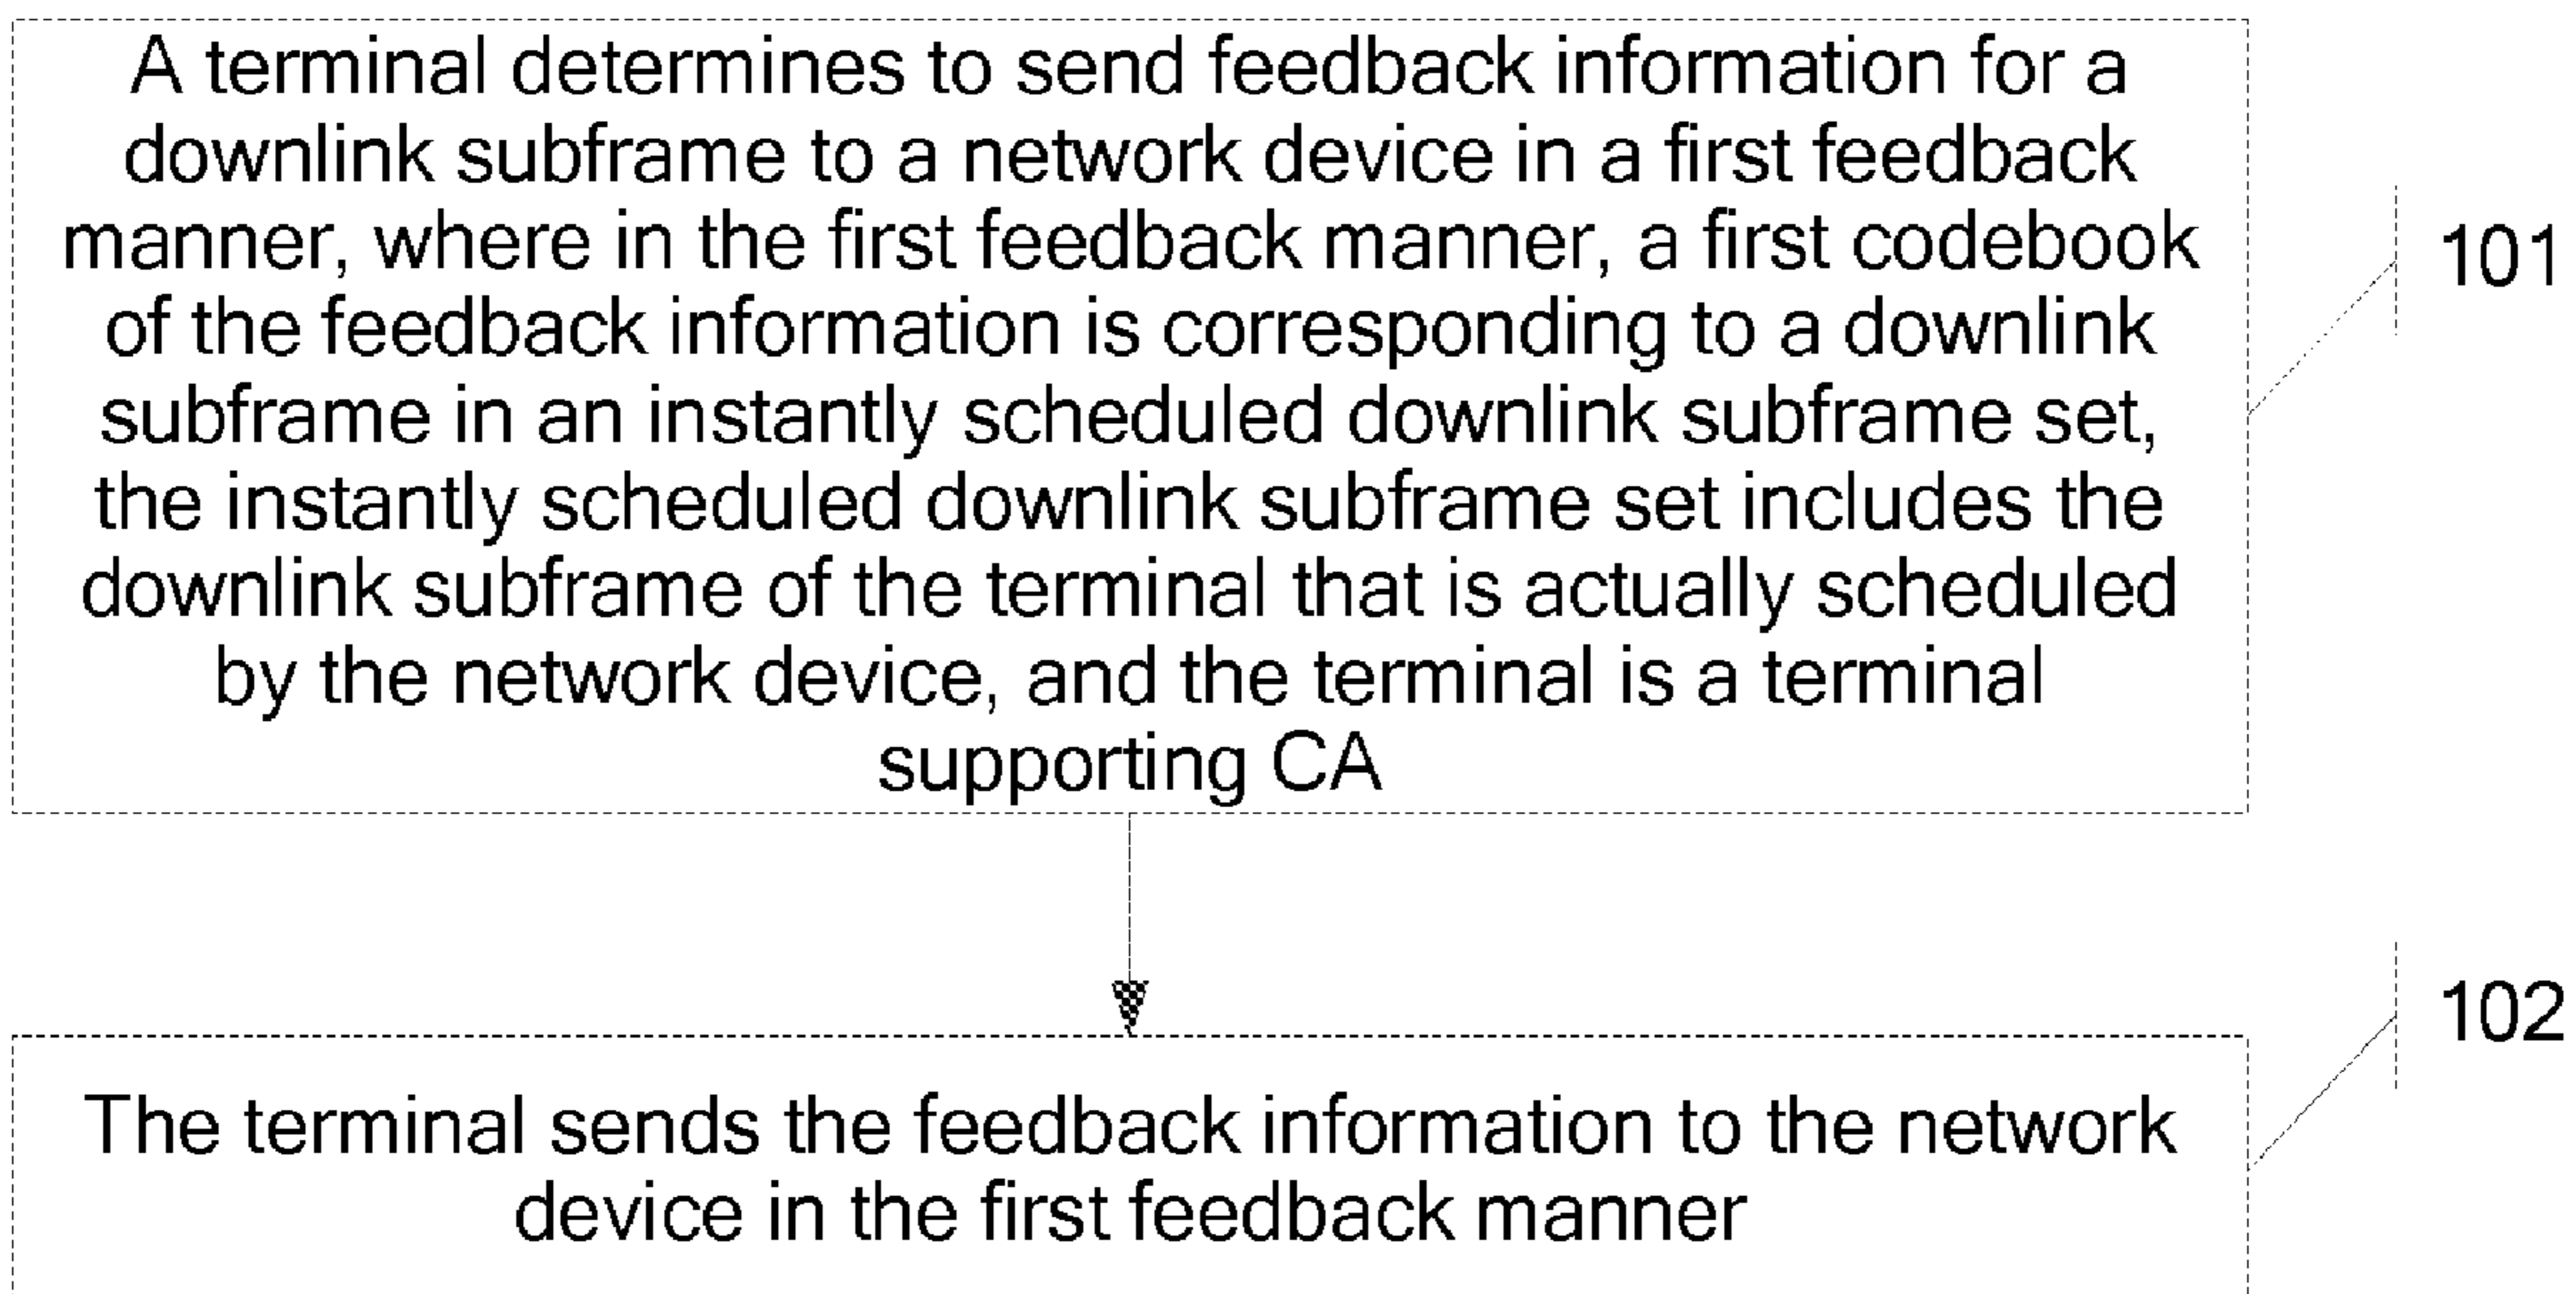 A terminal determines to send feedback information for a
downlink subframe to a network device in a first feedback
manner, where in the first feedback manner, a first codebook
of the feedback information is corresponding to a downlink
subframe in an instantly scheduled downlink subframe set,
the instantly scheduled downlink subframe set includes the
downlink subframe of the terminal that is actually scheduled
by the network device, and the terminal is a terminal
supporting CA
101
The terminal sends the feedback information to the network
device in the first feedback manner
102